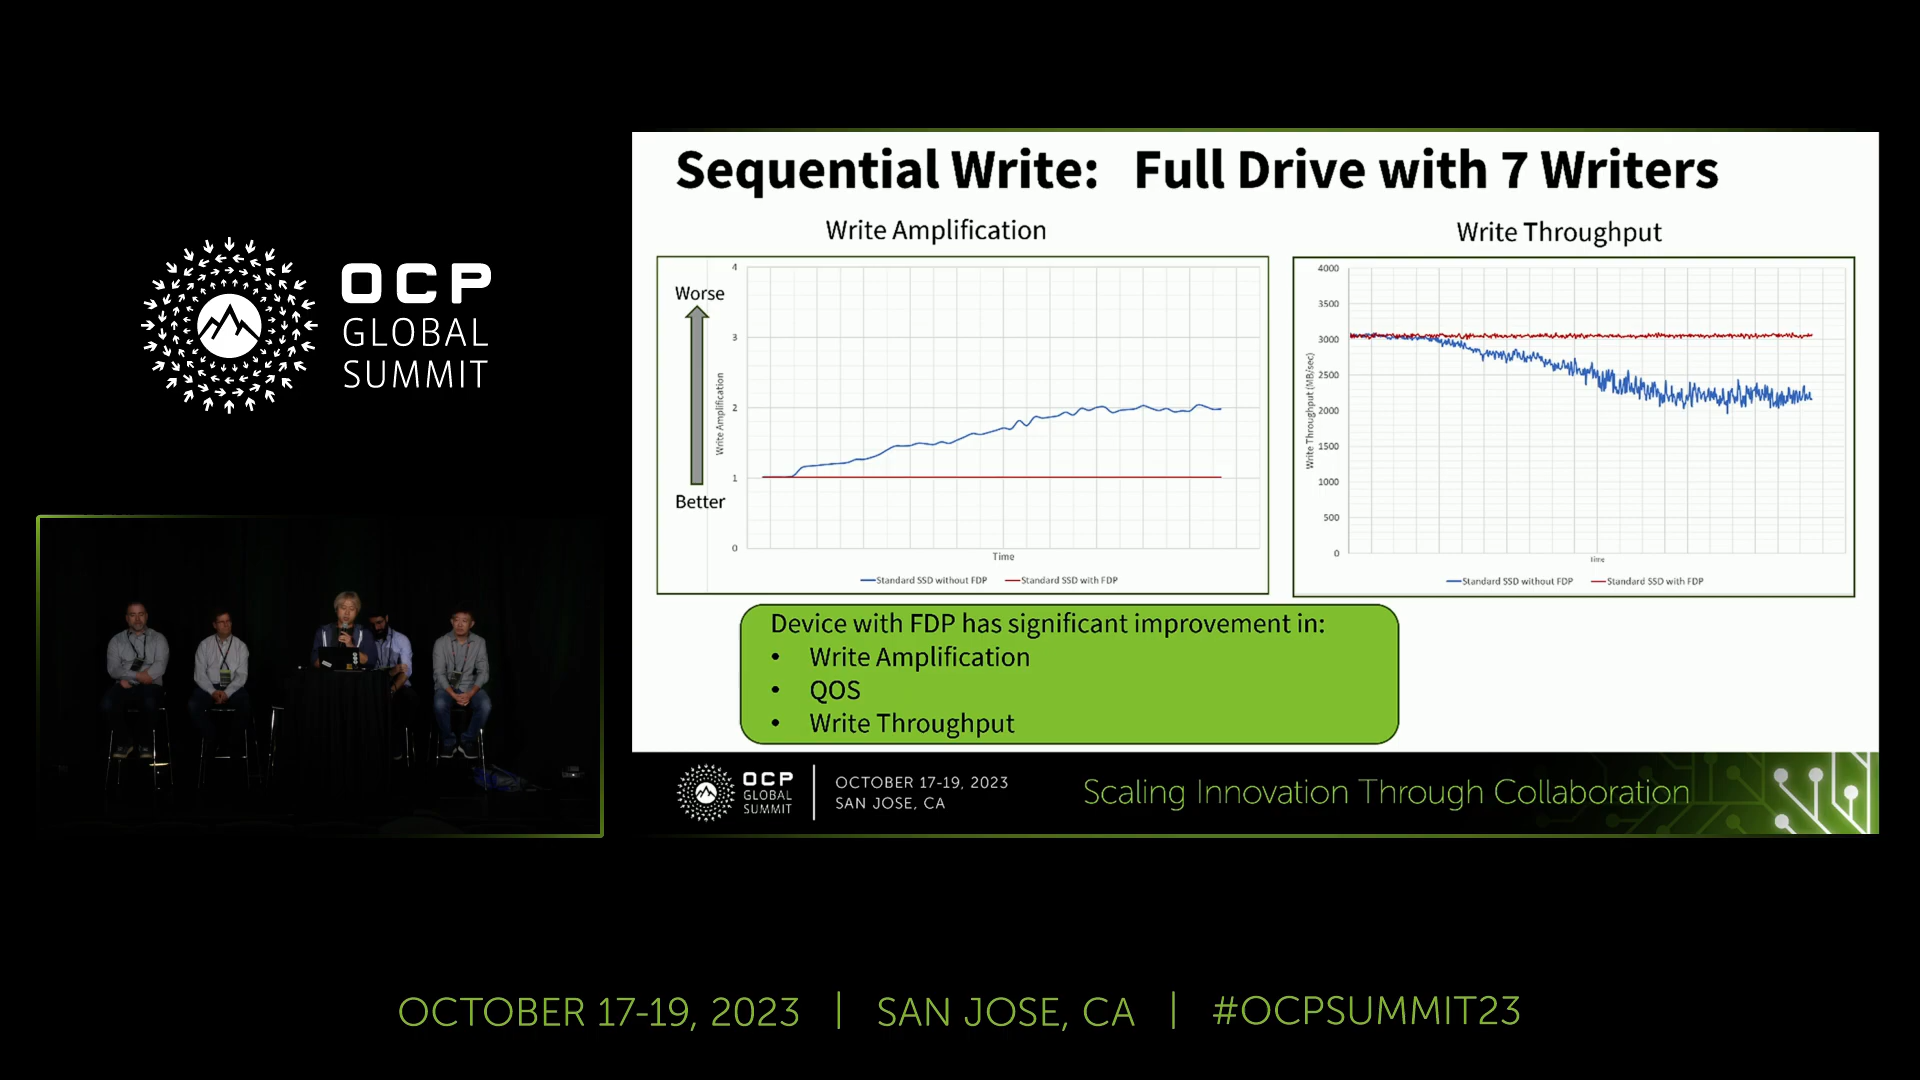 OCP
GLOBAL
SUMMIT
Sequential Write: Full Drive with 7 Writers
Write Amplification
Worse
Better
Write Amplification
4
3
2
1
0
Time
Standard SSD without FDP
Standard SSD with FDP
Write Throughput
Write Throughput (MB/sec)
4000
3500
3000
2500
2000
1500
1000
500
0
Time
Standard SSD without FDP
Standard SSD with FDP
Device with FDP has significant improvement in:
• Write Amplification
• QOS
• Write Throughput
OCP
GLOBAL
SUMMIT
OCTOBER 17-19, 2023
SAN JOSE, CA
Scaling Innovation Through Collaboration
OCTOBER 17-19, 2023 | SAN JOSE, CA | #OCPSUMMIT23